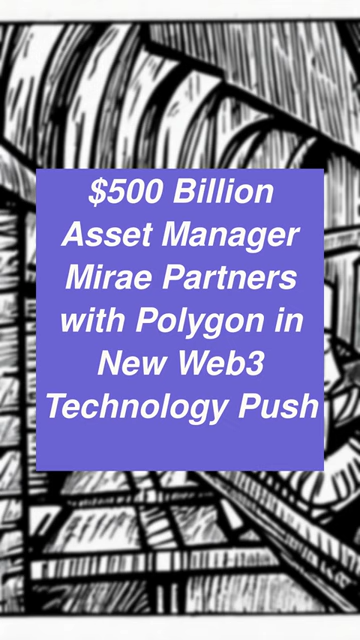 $500 Billion
Asset Manager
Mirae Partners
with Polygon in
New Web3
Technology Push